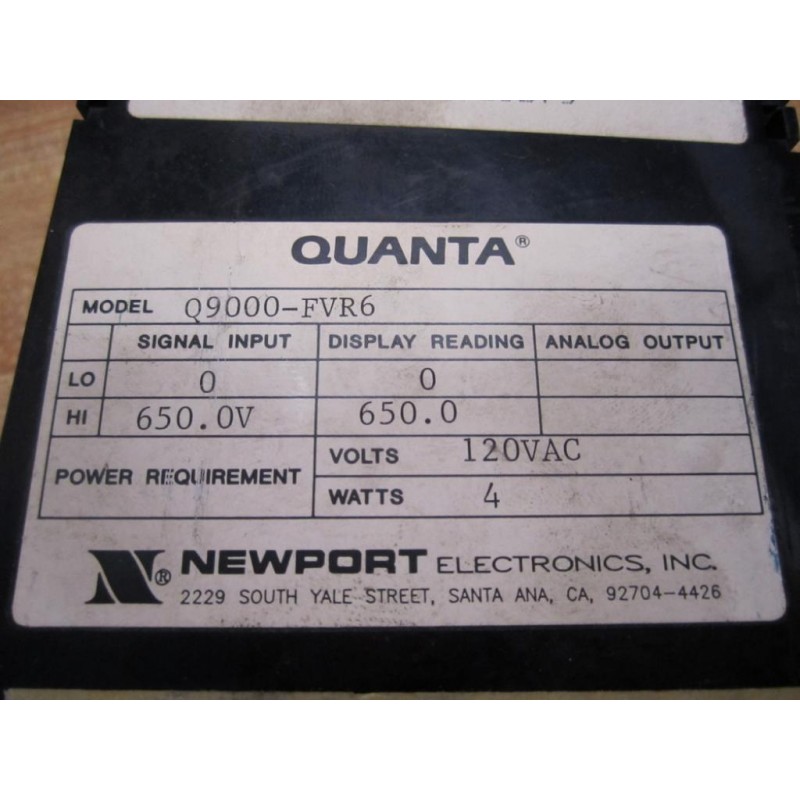 QUANTA®
MODEL Q9000-FVR6
SIGNAL INPUT DISPLAY READING ANALOG OUTPUT
LO 0 0
HI 650.0V 650.0
POWER REQUIREMENT
VOLTS 120VAC
WATTS 4
N® NEWPORT ELECTRONICS, INC.
2229 SOUTH YALE STREET, SANTA ANA, CA, 92704-4426